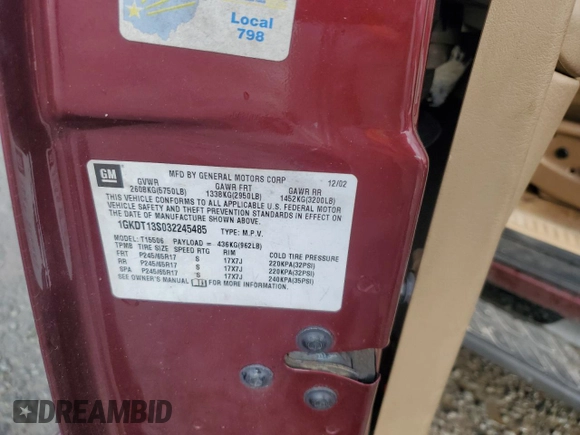 Local
798
GM
MFD BY GENERAL MOTORS CORP 12/02
GVWR GAWR FRT GAWR RR
2608KG(5750LB) 1338KG(2950LB) 1452KG(3200LB)
THIS VEHICLE CONFORMS TO ALL APPLICABLE U.S. FEDERAL MOTOR
VEHICLE SAFETY AND THEFT PREVENTION STANDARDS IN EFFECT ON
THE DATE OF MANUFACTURE SHOWN ABOVE.
1GKDT13S032245485 TYPE: M.P.V.
MODEL: T15506 PAYLOAD = 436KG(962LB)
TPMB TIRE SIZE SPEED RTG RIM COLD TIRE PRESSURE
FRT P245/65R17 S 17X7J 220KPA(32PSI)
RR P245/65R17 S 17X7J 220KPA(32PSI)
SPA P245/65R17 S 17X7J 240KPA(35PSI)
SEE OWNER'S MANUAL FOR MORE INFORMATION.
DREAMBID